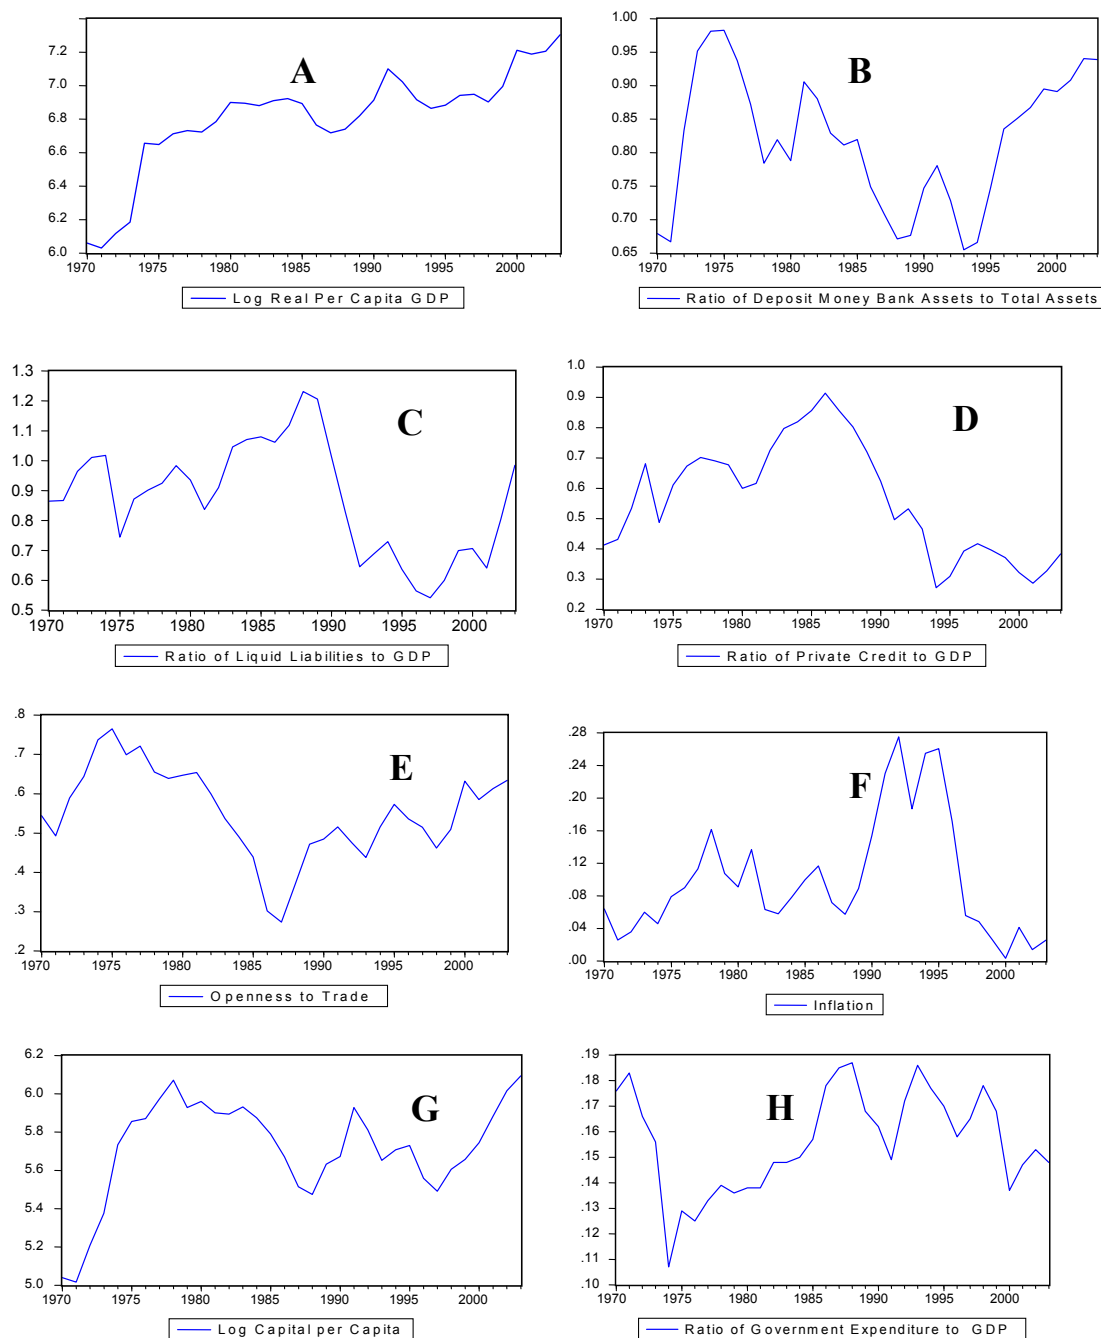 A
7.2
7.0
6.8
6.6
6.4
6.2
6.0
1970 1975 1980 1985 1990 1995 2000
Log Real Per Capita GDP
B
1.00
0.95
0.90
0.85
0.80
0.75
0.70
0.65
1970 1975 1980 1985 1990 1995 2000
Ratio of Deposit Money Bank Assets to Total Assets
C
1.3
1.2
1.1
1.0
0.9
0.8
0.7
0.6
0.5
1970 1975 1980 1985 1990 1995 2000
Ratio of Liquid Liabilities to GDP
D
1.0
0.9
0.8
0.7
0.6
0.5
0.4
0.3
0.2
1970 1975 1980 1985 1990 1995 2000
Ratio of Private Credit to GDP
E
.8
.7
.6
.5
.4
.3
.2
1970 1975 1980 1985 1990 1995 2000
Openness to Trade
F
.28
.24
.20
.16
.12
.08
.04
.00
1970 1975 1980 1985 1990 1995 2000
Inflation
G
6.2
6.0
5.8
5.6
5.4
5.2
5.0
1970 1975 1980 1985 1990 1995 2000
Log Capital per Capita
H
.19
.18
.17
.16
.15
.14
.13
.12
.11
.10
1970 1975 1980 1985 1990 1995 2000
Ratio of Government Expenditure to GDP